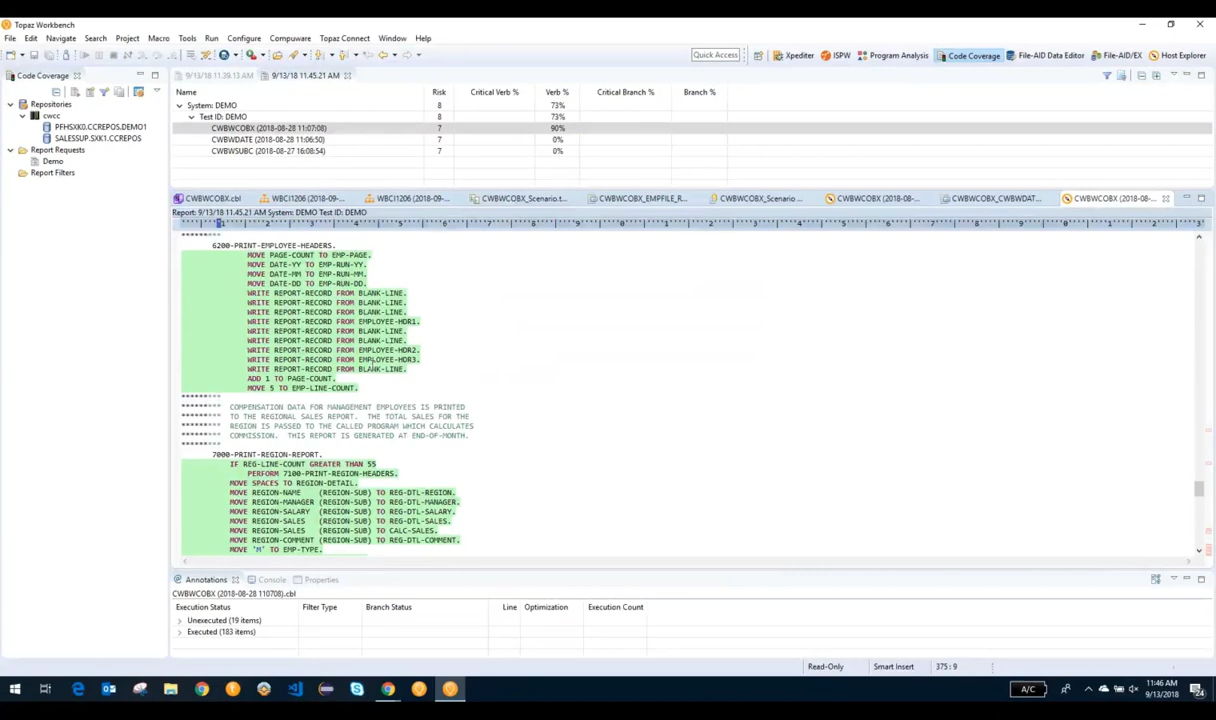 Topaz Workbench
File Edit Navigate Search Project Macro Tools Run Configure Compuware Topaz Connect Window Help
Quick Access Xpediter ISPW Program Analysis Code Coverage File-AID Data Editor File-AID/EX Host Explorer
Code Coverage
Repositories
cwcc
PFHSXK0.CCREPOS.DEMO1
SALESSUP.SXK1.CCREPOS
Report Requests
Demo
Report Filters
9/13/18 11.39.13 AM 9/13/18 11.45.21 AM
Name Risk Critical Verb % Verb % Critical Branch % Branch %
System: DEMO 8 73%
Test ID: DEMO 8 73%
CWBWCOBX (2018-08-28 11:07:08) 7 90%
CWBWDATE (2018-08-28 11:06:50) 7 0%
CWBWSUBC (2018-08-27 16:08:54) 7 0%
CWBWCOBX.cbl WBCI1206 (2018-09-... WBCI1206 (2018-09-... CWBWCOBX_Scenario.t... CWBWCOBX_EMPFILE_R... CWBWCOBX_Scenario ... CWBWCOBX (2018-08-... CWBWCOBX_CWBWDAT... CWBWCOBX (2018-08-...
Report: 9/13/18 11.45.21 AM System: DEMO Test ID: DEMO
6200-PRINT-EMPLOYEE-HEADERS.
MOVE PAGE-COUNT TO EMP-PAGE.
MOVE DATE-YY TO EMP-RUN-YY.
MOVE DATE-MM TO EMP-RUN-MM.
MOVE DATE-DD TO EMP-RUN-DD.
WRITE REPORT-RECORD FROM BLANK-LINE.
WRITE REPORT-RECORD FROM BLANK-LINE.
WRITE REPORT-RECORD FROM BLANK-LINE.
WRITE REPORT-RECORD FROM EMPLOYEE-HDR1.
WRITE REPORT-RECORD FROM BLANK-LINE.
WRITE REPORT-RECORD FROM BLANK-LINE.
WRITE REPORT-RECORD FROM EMPLOYEE-HDR2.
WRITE REPORT-RECORD FROM EMPLOYEE-HDR3.
WRITE REPORT-RECORD FROM BLANK-LINE.
ADD 1 TO PAGE-COUNT.
MOVE 5 TO EMP-LINE-COUNT.
COMPENSATION DATA FOR MANAGEMENT EMPLOYEES IS PRINTED
TO THE REGIONAL SALES REPORT. THE TOTAL SALES FOR THE
REGION IS PASSED TO THE CALLED PROGRAM WHICH CALCULATES
COMMISSION. THIS REPORT IS GENERATED AT END-OF-MONTH.
7000-PRINT-REGION-REPORT.
IF REG-LINE-COUNT GREATER THAN 55
PERFORM 7100-PRINT-REGION-HEADERS.
MOVE SPACES TO REGION-DETAIL.
MOVE REGION-NAME (REGION-SUB) TO REG-DTL-REGION.
MOVE REGION-MANAGER (REGION-SUB) TO REG-DTL-MANAGER.
MOVE REGION-SALARY (REGION-SUB) TO REG-DTL-SALARY.
MOVE REGION-SALES (REGION-SUB) TO REG-DTL-SALES.
MOVE REGION-SALES (REGION-SUB) TO CALC-SALES.
MOVE REGION-COMMENT (REGION-SUB) TO REG-DTL-COMMENT.
MOVE 'M' TO EMP-TYPE.
Annotations Console Properties
CWBWCOBX (2018-08-28 110708).cbl
Execution Status Filter Type Branch Status Line Optimization Execution Count
Unexecuted (19 items)
Executed (183 items)
Read-Only Smart Insert 375 : 9
A/C 11:46 AM
9/13/2018 24